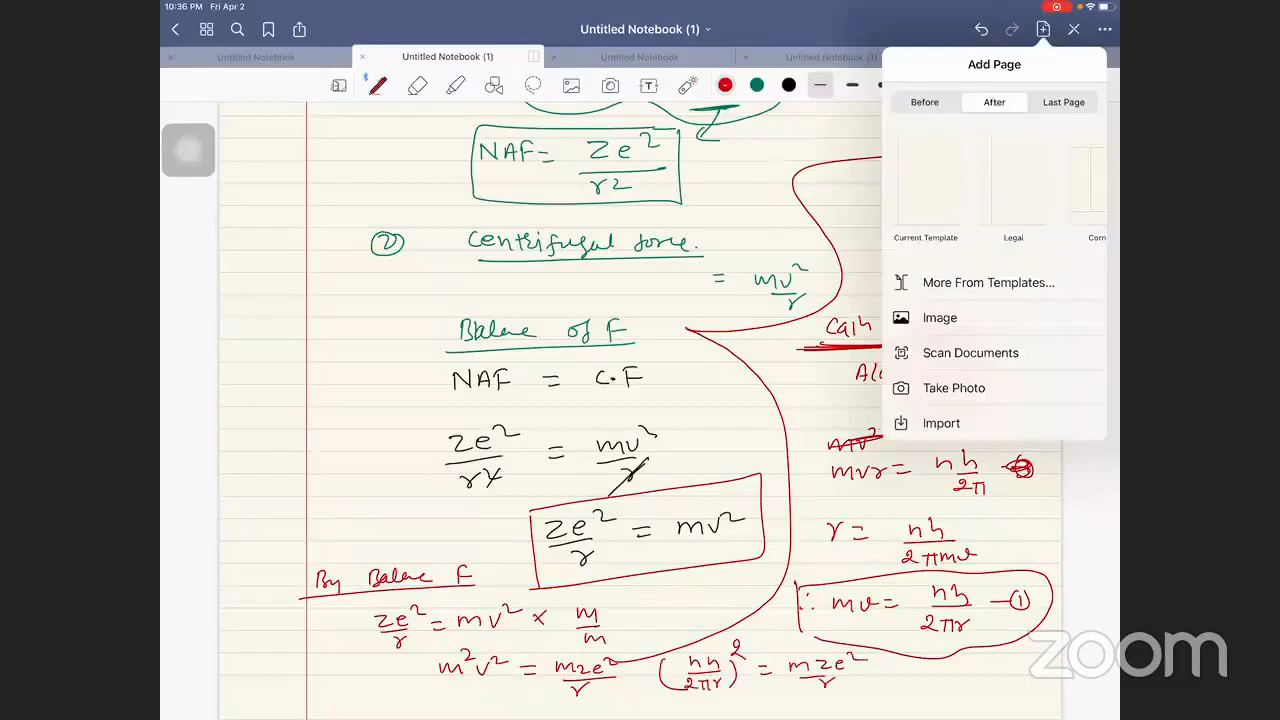 10:36 PM Fri Apr 2
Untitled Notebook (1)
Untitled Notebook
Untitled Notebook (1)
Untitled Notebook
Untitled Notebook (1)
Add Page
Before After Last Page
Current Template Legal Corn
More From Templates...
Image
Scan Documents
Take Photo
Import
NAF = Ze²/r²
② Centrifugal force.
= mv²/r
Balance of F
NAF = C.F
Ze²/r² = mv²/r
Ze²/r = mv²
By Balance F
Ze²/r = mv² × m/m
m²v² = mze²/r (nh/2πr)² = mze²/r
mv²
mvr = nh/2π
r = nh/2πmv
∴ mv = nh/2πr —①
zoom